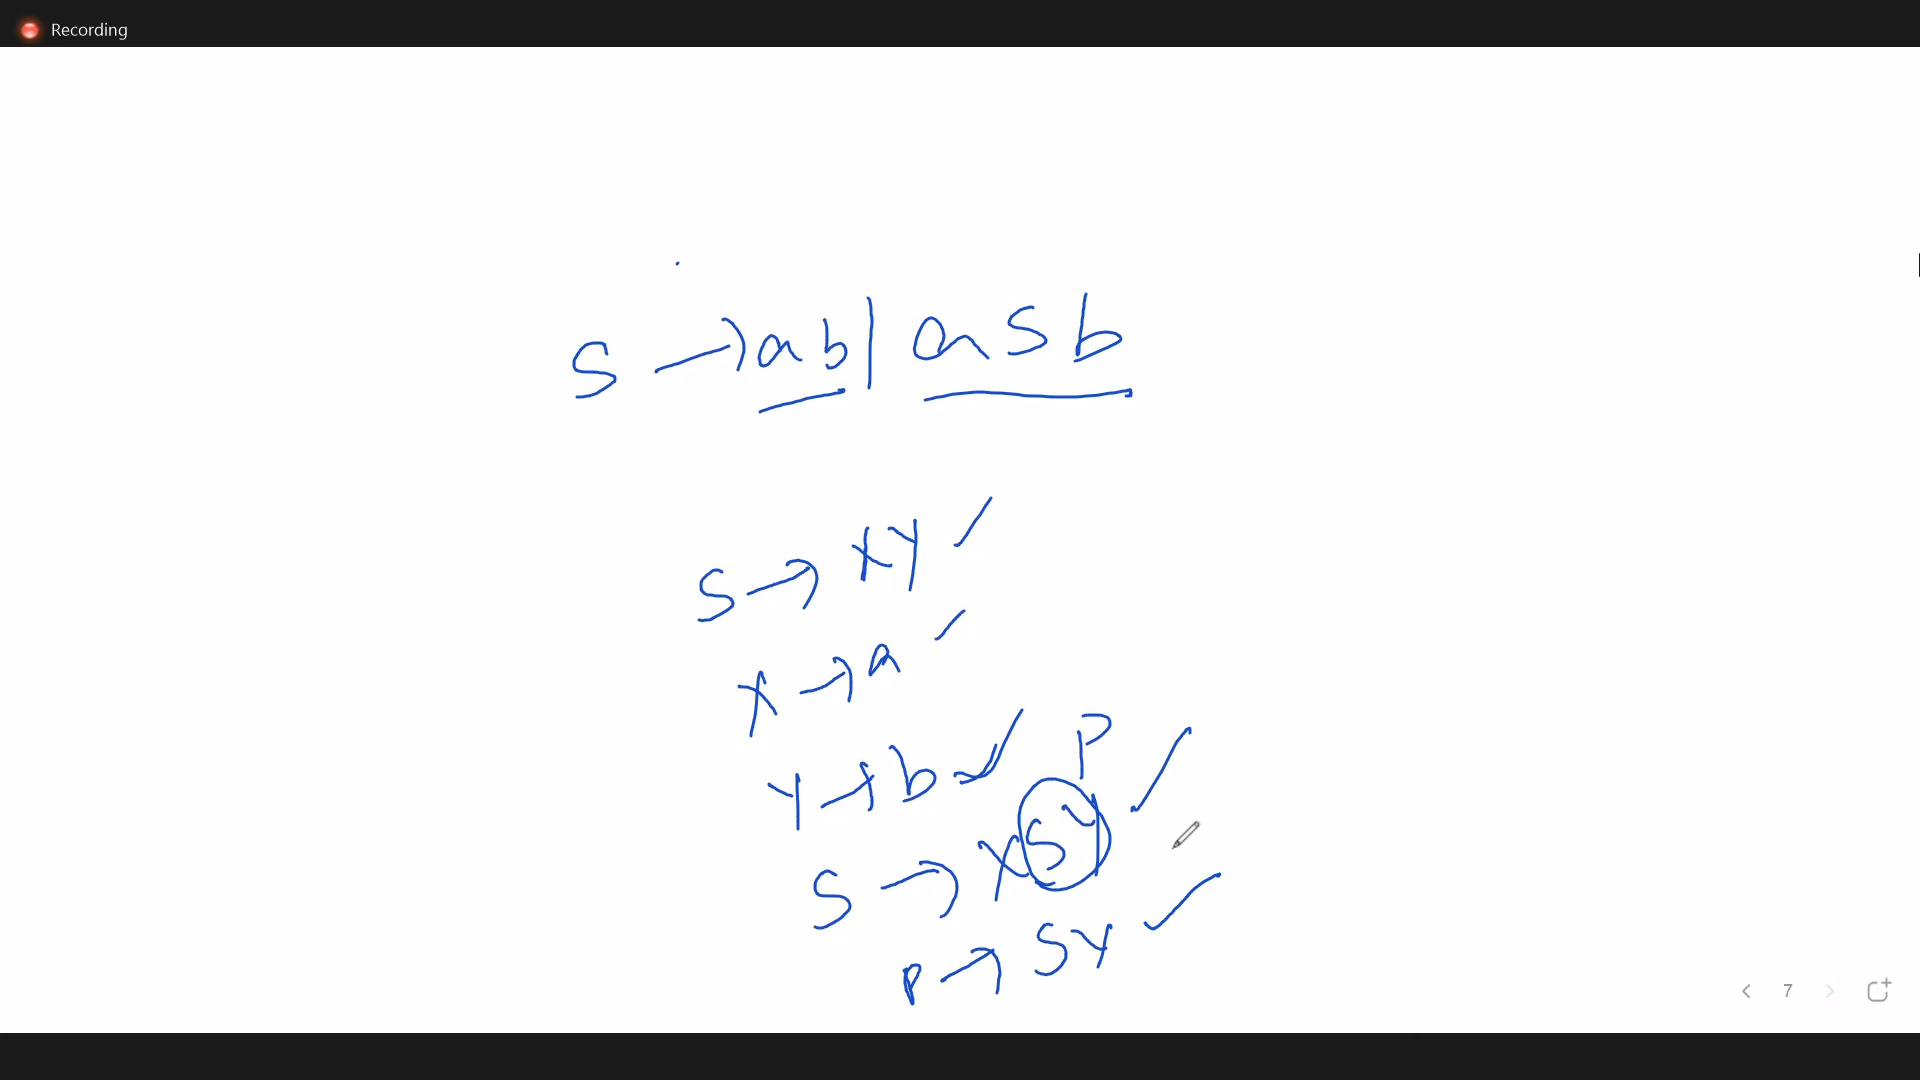 Recording
S → ab | aSb
S → XY ✓
X → a ✓
Y → b ✓
P
S → XSY ✓
P → SY ✓
7